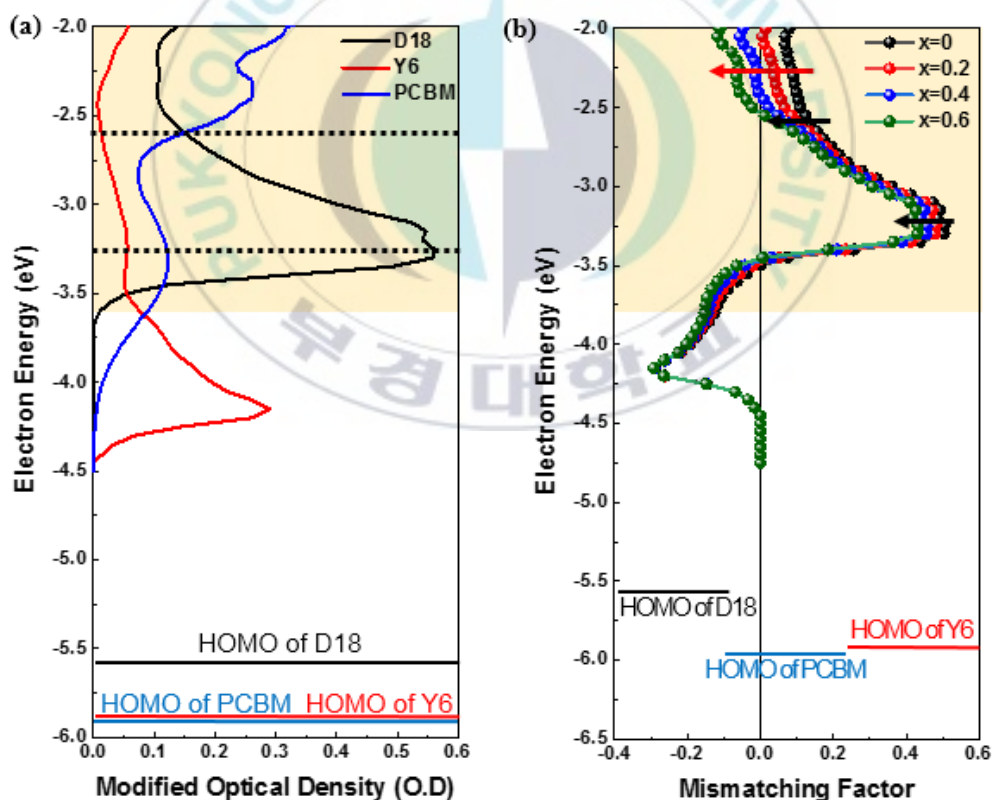 (a)
-2.0
-2.5
-3.0
-3.5
-4.0
-4.5
-5.0
-5.5
-6.0
Electron Energy (eV)
D18
Y6
PCBM
HOMO of D18
HOMO of PCBM HOMO of Y6
0.0 0.1 0.2 0.3 0.4 0.5 0.6
Modified Optical Density (O.D)
(b)
-2.0
-2.5
-3.0
-3.5
-4.0
-4.5
-5.0
-5.5
-6.0
-6.5
Electron Energy (eV)
x=0
x=0.2
x=0.4
x=0.6
HOMO of D18
HOMO of Y6
HOMO of PCBM
-0.4 -0.2 0.0 0.2 0.4 0.6
Mismatching Factor
부경대학교